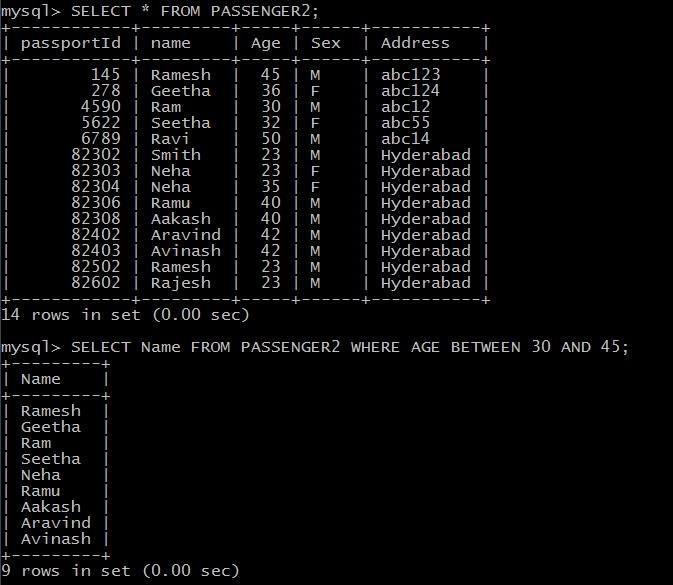 mysql> SELECT * FROM PASSENGER2;
+------------+---------+-----+------+-----------+
| passportId | name    | Age | Sex  | Address   |
+------------+---------+-----+------+-----------+
|        145 | Ramesh  |  45 | M    | abc123    |
|        278 | Geetha  |  36 | F    | abc124    |
|       4590 | Ram     |  30 | M    | abc12     |
|       5622 | Seetha  |  32 | F    | abc55     |
|       6789 | Ravi    |  50 | M    | abc14     |
|      82302 | Smith   |  23 | M    | Hyderabad |
|      82303 | Neha    |  23 | F    | Hyderabad |
|      82304 | Neha    |  35 | F    | Hyderabad |
|      82306 | Ramu    |  40 | M    | Hyderabad |
|      82308 | Aakash  |  40 | M    | Hyderabad |
|      82402 | Aravind |  42 | M    | Hyderabad |
|      82403 | Avinash |  42 | M    | Hyderabad |
|      82502 | Ramesh  |  23 | M    | Hyderabad |
|      82602 | Rajesh  |  23 | M    | Hyderabad |
+------------+---------+-----+------+-----------+
14 rows in set (0.00 sec)
mysql> SELECT Name FROM PASSENGER2 WHERE AGE BETWEEN 30 AND 45;
+---------+
| Name    |
+---------+
| Ramesh  |
| Geetha  |
| Ram     |
| Seetha  |
| Neha    |
| Ramu    |
| Aakash  |
| Aravind |
| Avinash |
+---------+
9 rows in set (0.00 sec)